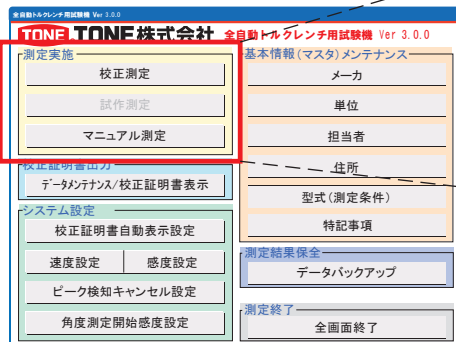 全自動トルクレンチ用試験機 Ver 3.0.0
TONE TONE株式会社 全自動トルクレンチ用試験機 Ver 3.0.0
測定実施
校正測定
試作測定
マニュアル測定
校正証明書出力
データメンテナンス/校正証明書表示
システム設定
校正証明書自動表示設定
速度設定
感度設定
ピーク検知キャンセル設定
角度測定開始感度設定
基本情報(マスタ)メンテナンス
メーカ
単位
担当者
住所
型式(測定条件)
特記事項
測定結果保全
データバックアップ
測定終了
全画面終了